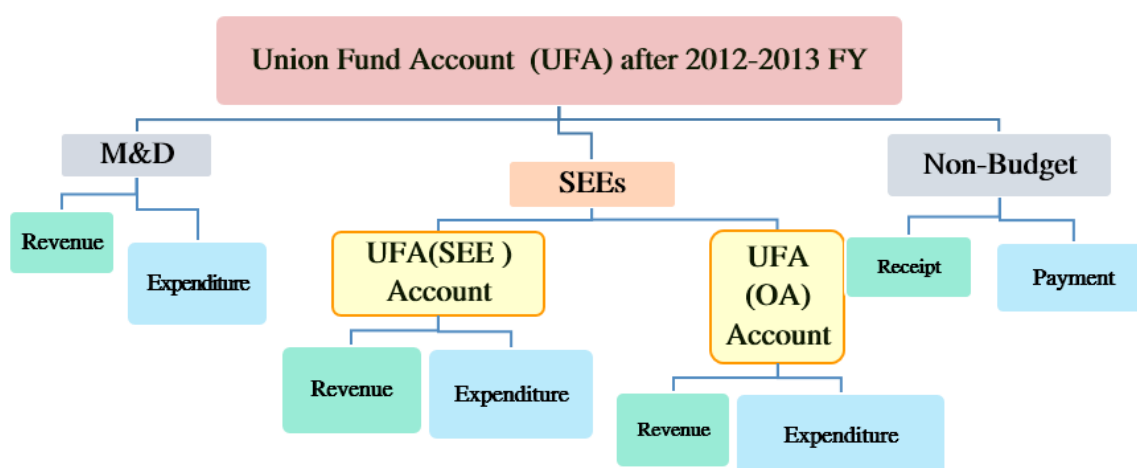 Union Fund Account (UFA) after 2012-2013 FY
M&D
SEEs
Non-Budget
Revenue
Expenditure
UFA(SEE )
Account
UFA
(OA)
Account
Receipt
Payment
Revenue
Expenditure
Revenue
Expenditure